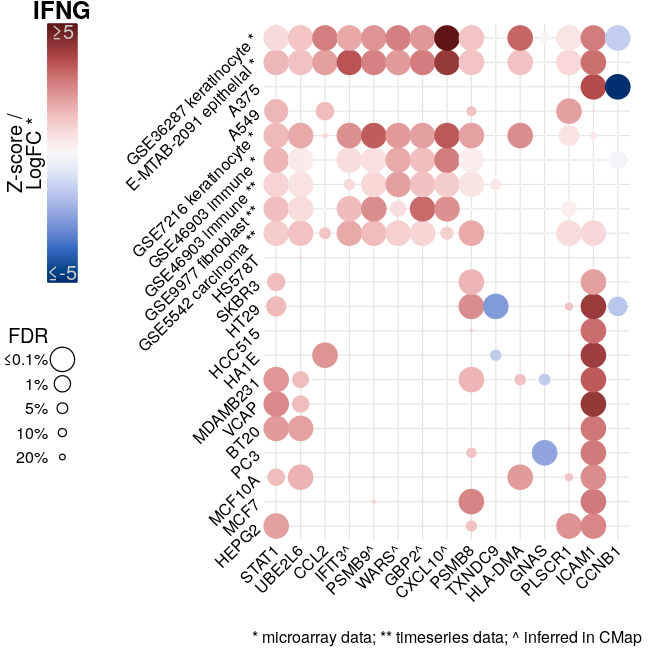 IFNG
≥5
≤-5
Z-score /
LogFC *
FDR
≤0.1%
1%
5%
10%
20%
GSE36287 keratinocyte *
E-MTAB-2091 epithelial *
A375
A549
GSE7216 keratinocyte *
GSE46903 immune *
GSE46903 immune **
GSE9977 fibroblast **
GSE5542 carcinoma **
HS578T
SKBR3
HT29
HCC515
HA1E
MDAMB231
VCAP
BT20
PC3
MCF10A
MCF7
HEPG2
STAT1
UBE2L6
CCL2
IFIT3^
PSMB9^
WARS^
GBP2^
CXCL10^
PSMB8
TXNDC9
HLA-DMA
GNAS
PLSCR1
ICAM1
CCNB1
* microarray data; ** timeseries data; ^ inferred in CMap